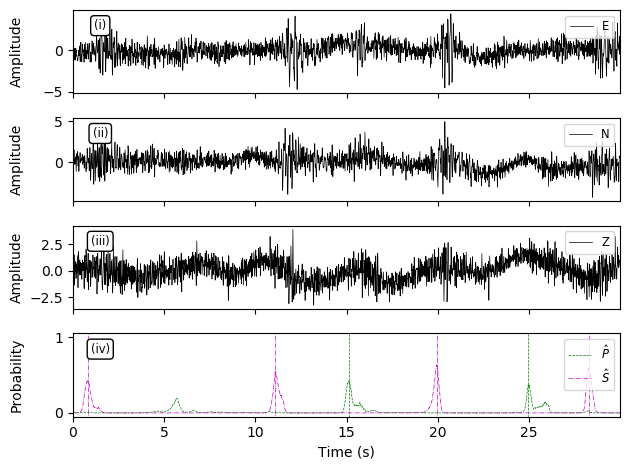 Amplitude
0
−5
(i)
E
Amplitude
5
0
(ii)
N
Amplitude
2.5
0.0
−2.5
(iii)
Z
Probability
1
0
(iv)
P̂
Ŝ
0 5 10 15 20 25
Time (s)